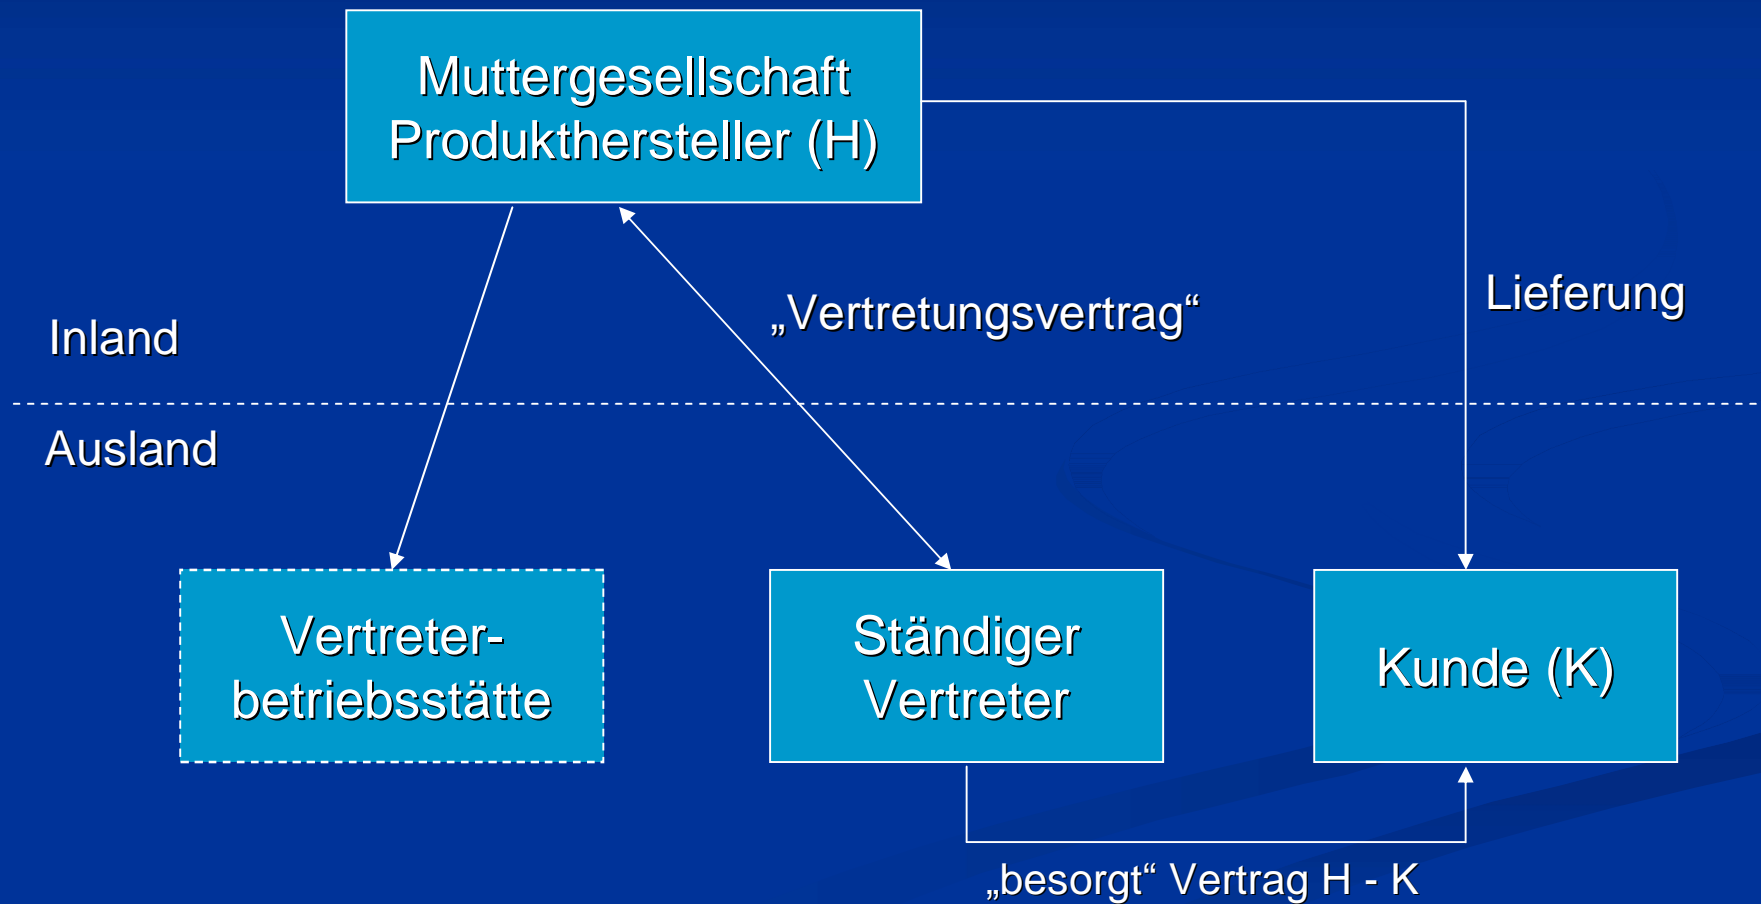 Muttergesellschaft
Produkthersteller (H)
„Vertretungsvertrag“
Lieferung
Inland
Ausland
Vertreter-
betriebsstätte
Ständiger
Vertreter
Kunde (K)
„besorgt“ Vertrag H - K